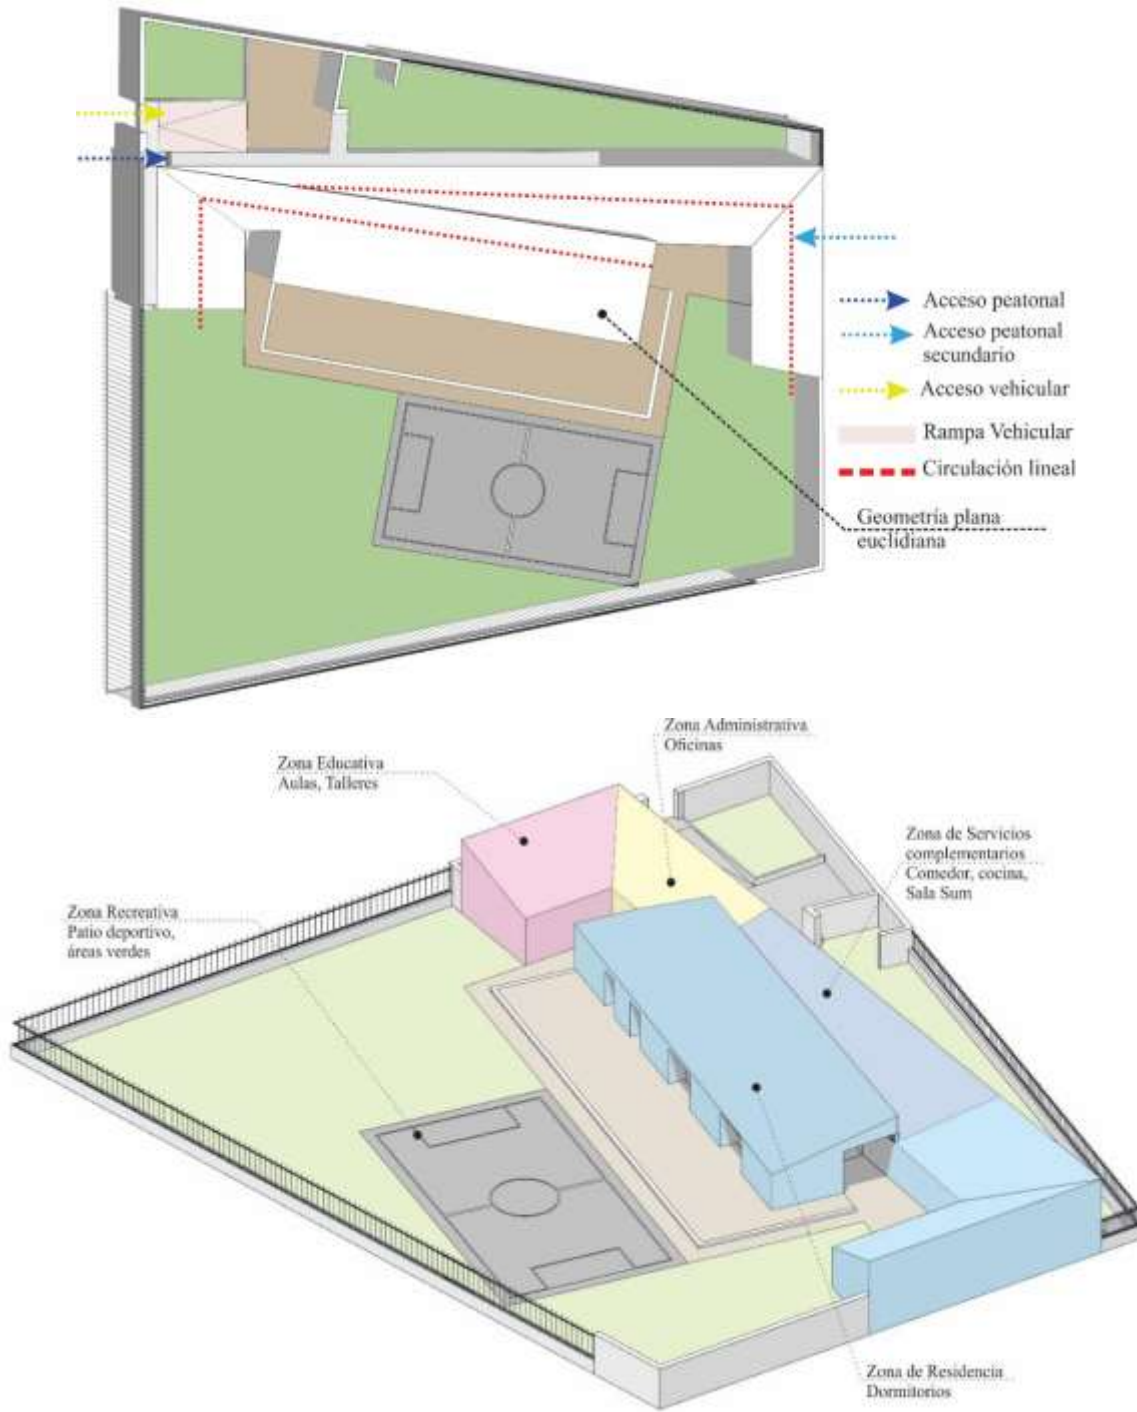 Acceso peatonal
Acceso peatonal
secundario
Acceso vehicular
Rampa Vehicular
Circulación lineal
Geometría plana
euclidiana
Zona Administrativa
Oficinas
Zona Educativa
Aulas, Talleres
Zona de Servicios
complementarios
Comedor, cocina,
Sala Sum
Zona Recreativa
Patio deportivo,
áreas verdes
Zona de Residencia
Dormitorios